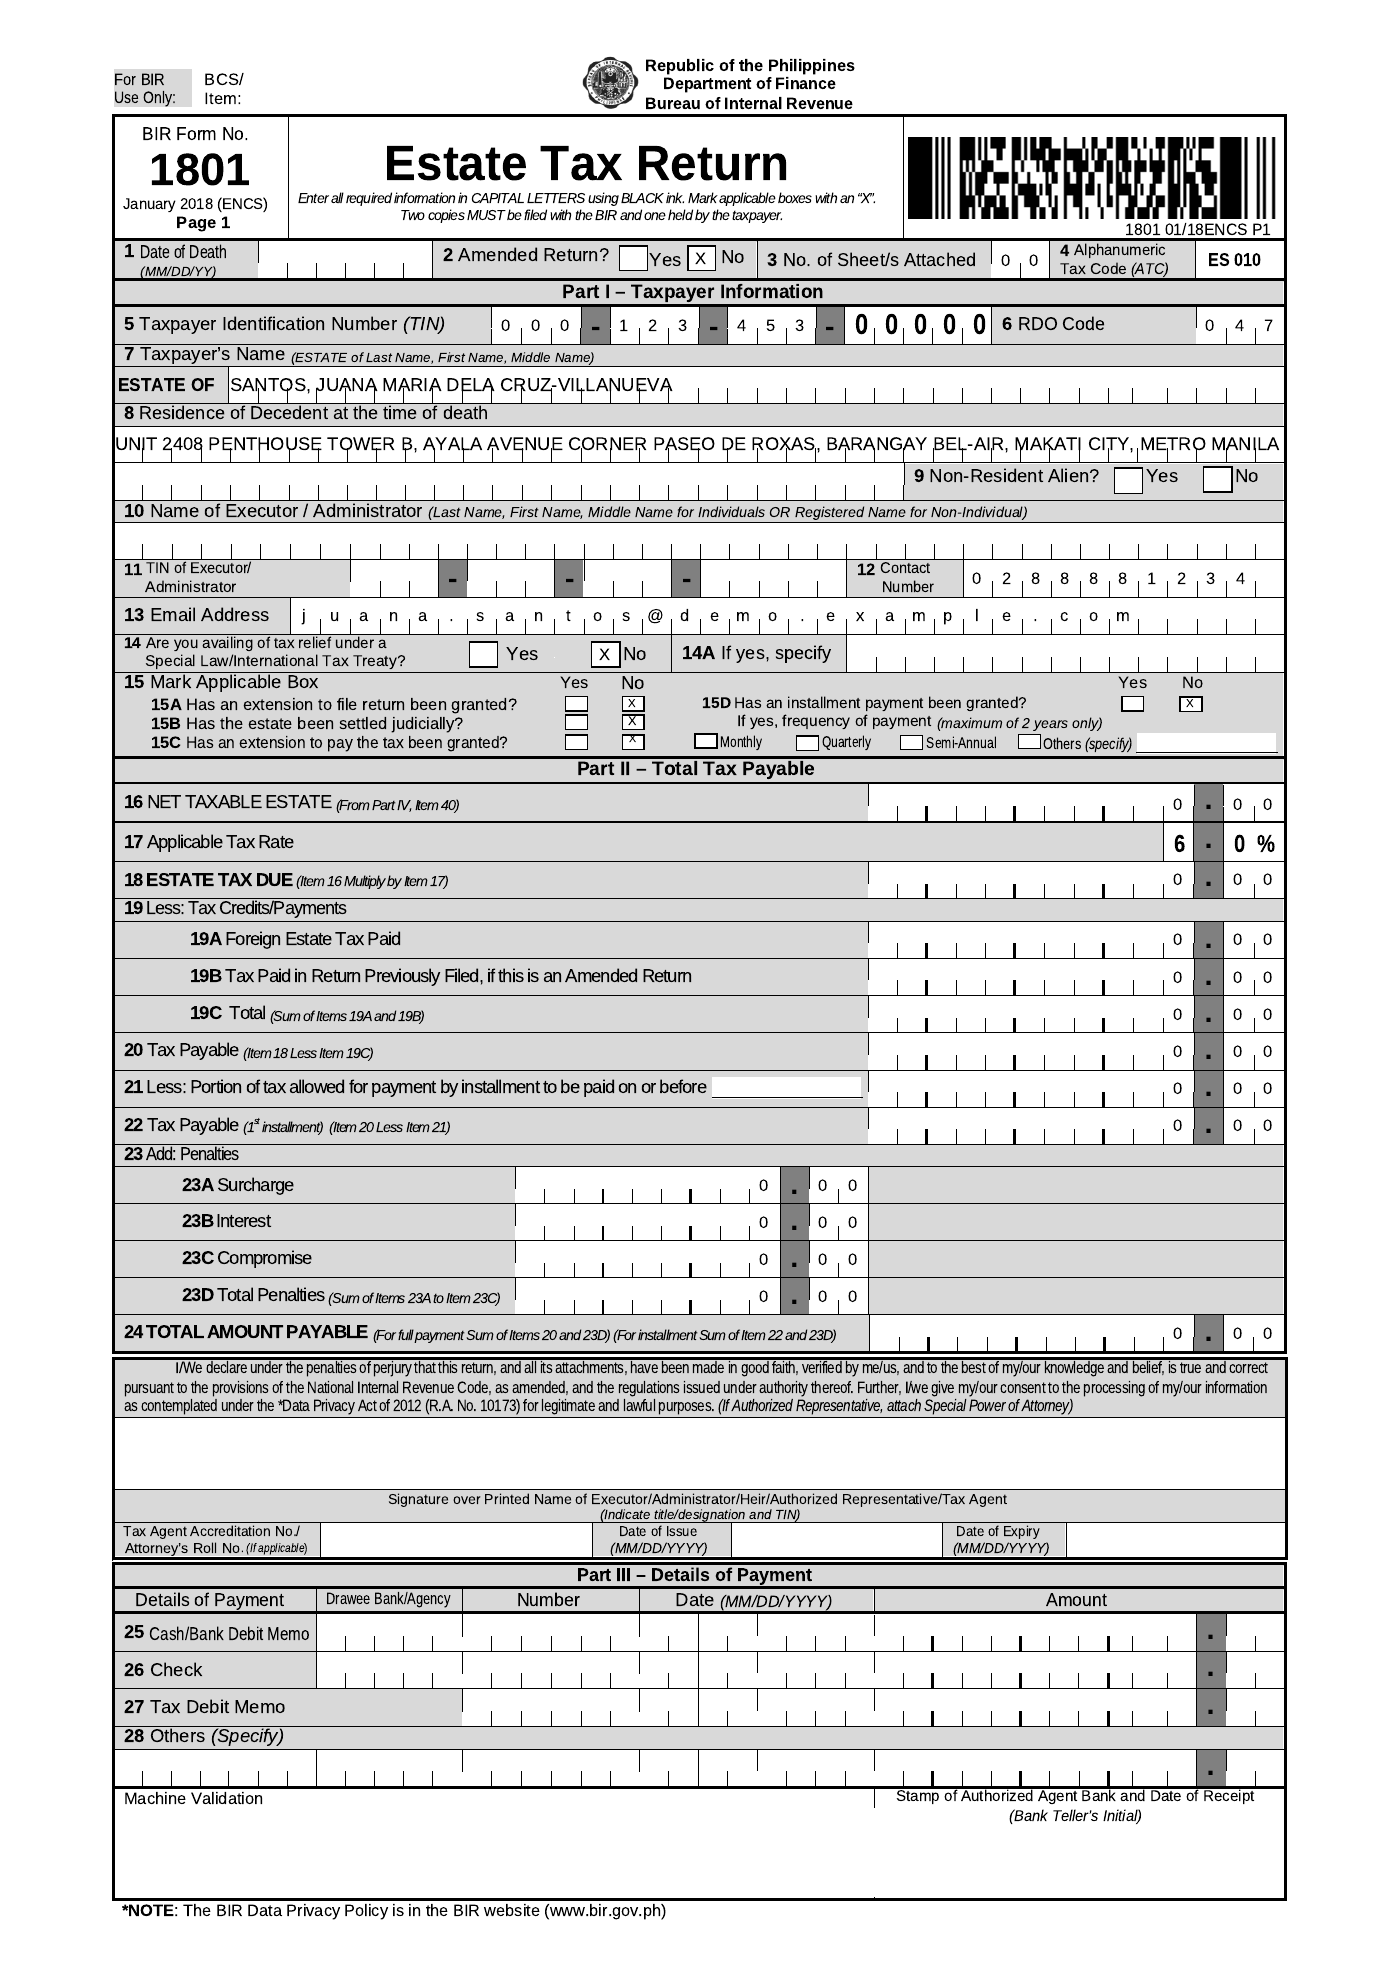 For BIR
Use Only:
BCS/
Item:
Republic of the Philippines
Department of Finance
Bureau of Internal Revenue
BIR Form No.
1801
January 2018 (ENCS)
Page 1
Estate Tax Return
Enter all required information in CAPITAL LETTERS using BLACK ink. Mark applicable boxes with an “X”.
Two copies MUST be filed with the BIR and one held by the taxpayer.
1801 01/18ENCS P1
1 Date of Death
(MM/DD/YY)
2 Amended Return? Yes X No
3 No. of Sheet/s Attached 0 0
4 Alphanumeric
Tax Code (ATC)
ES 010
Part I – Taxpayer Information
5 Taxpayer Identification Number (TIN) 0 0 0 - 1 2 3 - 4 5 3 - 0 0 0 0 0 6 RDO Code 0 4 7
7 Taxpayer's Name (ESTATE of Last Name, First Name, Middle Name)
ESTATE OF SANTOS, JUANA MARIA DELA CRUZ-VILLANUEVA
8 Residence of Decedent at the time of death
UNIT 2408 PENTHOUSE TOWER B, AYALA AVENUE CORNER PASEO DE ROXAS, BARANGAY BEL-AIR, MAKATI CITY, METRO MANILA
9 Non-Resident Alien? Yes No
10 Name of Executor / Administrator (Last Name, First Name, Middle Name for Individuals OR Registered Name for Non-Individual)
11 TIN of Executor/
Administrator
- - -
12 Contact
Number
0 2 8 8 8 8 1 2 3 4
13 Email Address j u a n a . s a n t o s @ d e m o . e x a m p l e . c o m
14 Are you availing of tax relief under a
Special Law/International Tax Treaty?
Yes X No
14A If yes, specify
15 Mark Applicable Box Yes No Yes No
15A Has an extension to file return been granted? X 15D Has an installment payment been granted? X
15B Has the estate been settled judicially? X If yes, frequency of payment (maximum of 2 years only)
15C Has an extension to pay the tax been granted? X Monthly Quarterly Semi-Annual Others (specify)
Part II – Total Tax Payable
16 NET TAXABLE ESTATE (From Part IV, Item 40) 0 . 0 0
17 Applicable Tax Rate 6 . 0 %
18 ESTATE TAX DUE (Item 16 Multiply by Item 17) 0 . 0 0
19 Less: Tax Credits/Payments
19A Foreign Estate Tax Paid 0 . 0 0
19B Tax Paid in Return Previously Filed, if this is an Amended Return 0 . 0 0
19C Total (Sum of Items 19A and 19B) 0 . 0 0
20 Tax Payable (Item 18 Less Item 19C) 0 . 0 0
21 Less: Portion of tax allowed for payment by installment to be paid on or before 0 . 0 0
22 Tax Payable (1st installment) (Item 20 Less Item 21) 0 . 0 0
23 Add: Penalties
23A Surcharge 0 . 0 0
23B Interest 0 . 0 0
23C Compromise 0 . 0 0
23D Total Penalties (Sum of Items 23A to Item 23C) 0 . 0 0
24 TOTAL AMOUNT PAYABLE (For full payment Sum of Items 20 and 23D) (For installment Sum of Item 22 and 23D) 0 . 0 0
I/We declare under the penalties of perjury that this return, and all its attachments, have been made in good faith, verified by me/us, and to the best of my/our knowledge and belief, is true and correct
pursuant to the provisions of the National Internal Revenue Code, as amended, and the regulations issued under authority thereof. Further, I/we give my/our consent to the processing of my/our information
as contemplated under the *Data Privacy Act of 2012 (R.A. No. 10173) for legitimate and lawful purposes. (If Authorized Representative, attach Special Power of Attorney)
Signature over Printed Name of Executor/Administrator/Heir/Authorized Representative/Tax Agent
(Indicate title/designation and TIN)
Tax Agent Accreditation No./
Attorney's Roll No. (If applicable)
Date of Issue
(MM/DD/YYYY)
Date of Expiry
(MM/DD/YYYY)
Part III – Details of Payment
Details of Payment Drawee Bank/Agency Number Date (MM/DD/YYYY) Amount
25 Cash/Bank Debit Memo .
26 Check .
27 Tax Debit Memo .
28 Others (Specify)
.
Machine Validation
Stamp of Authorized Agent Bank and Date of Receipt
(Bank Teller's Initial)
*NOTE: The BIR Data Privacy Policy is in the BIR website (www.bir.gov.ph)